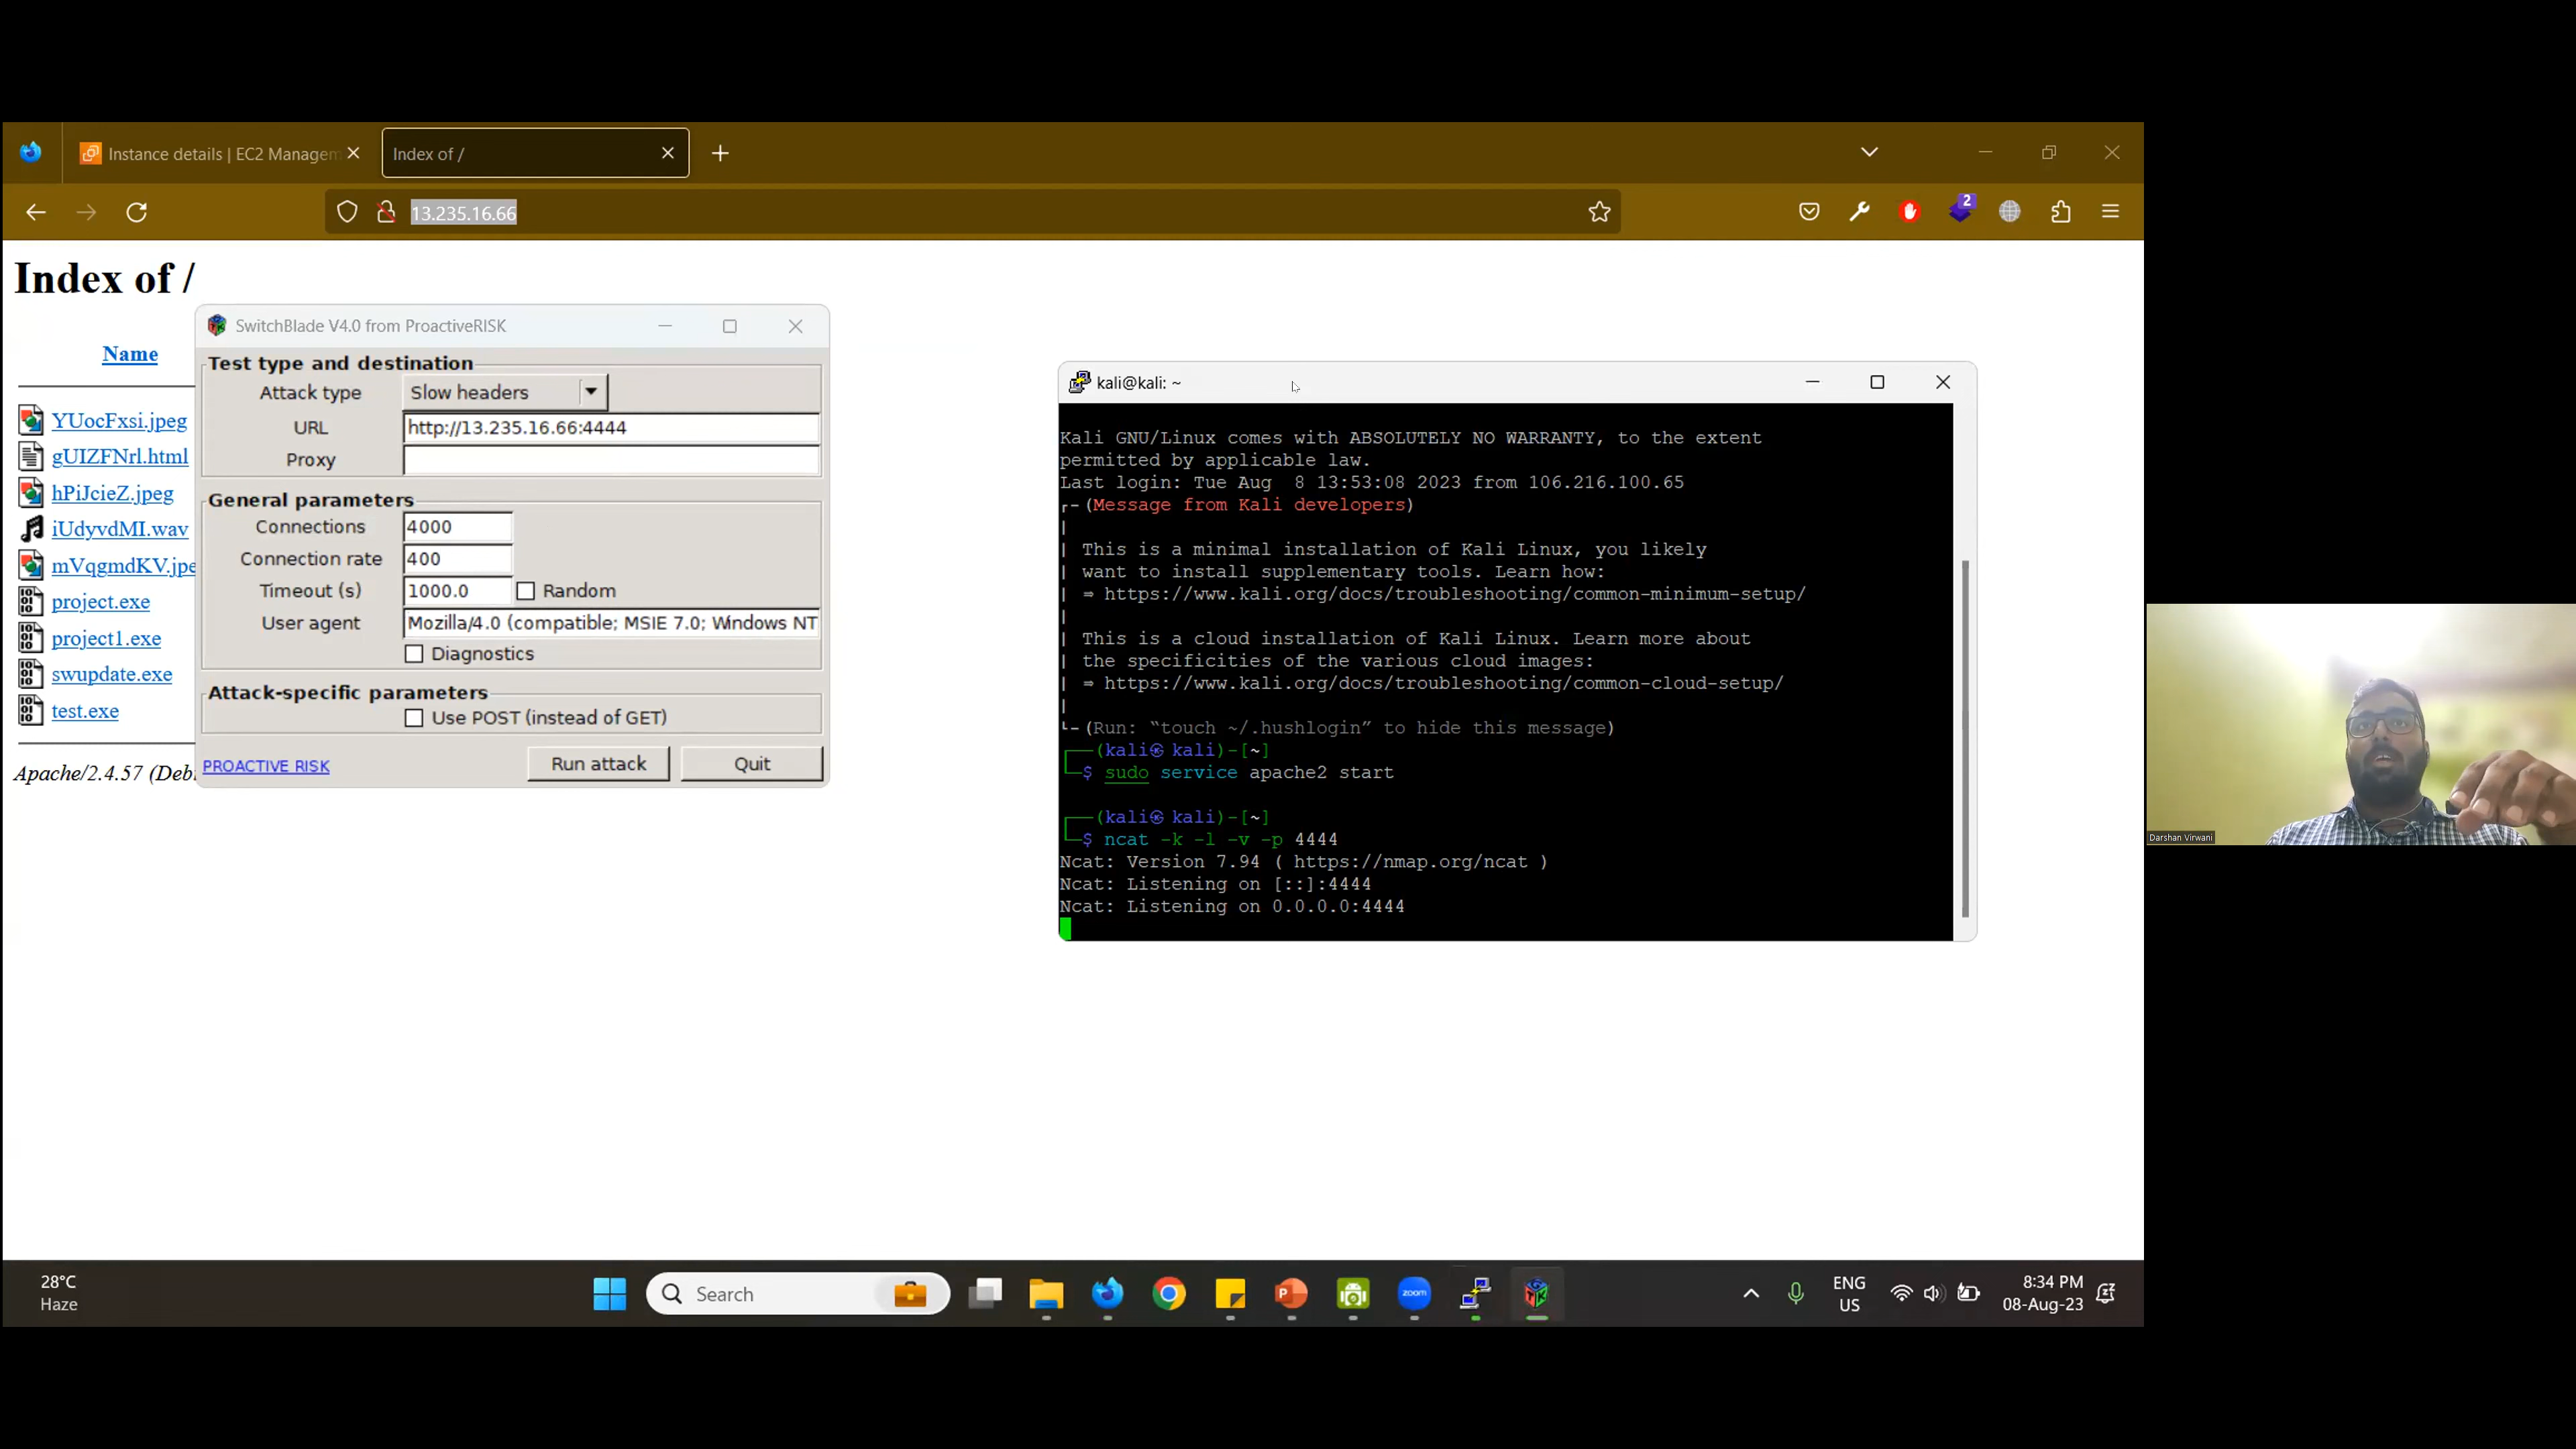 Instance details | EC2 Managem
Index of /
13.235.16.66
2
Index of /
Name
YUocFxsi.jpeg
gUIZFNrl.html
hPiJcieZ.jpeg
iUdyvdMI.wav
mVqgmdKV.jpe
project.exe
project1.exe
swupdate.exe
test.exe
Apache/2.4.57 (Deb
SwitchBlade V4.0 from ProactiveRISK
Test type and destination
Attack type Slow headers
URL http://13.235.16.66:4444
Proxy
General parameters
Connections 4000
Connection rate 400
Timeout (s) 1000.0 Random
User agent Mozilla/4.0 (compatible; MSIE 7.0; Windows NT
Diagnostics
Attack-specific parameters
Use POST (instead of GET)
PROACTIVE RISK Run attack Quit
kali@kali: ~
Kali GNU/Linux comes with ABSOLUTELY NO WARRANTY, to the extent
permitted by applicable law.
Last login: Tue Aug  8 13:53:08 2023 from 106.216.100.65
┌─(Message from Kali developers)
│
│ This is a minimal installation of Kali Linux, you likely
│ want to install supplementary tools. Learn how:
│ ⇒ https://www.kali.org/docs/troubleshooting/common-minimum-setup/
│
│ This is a cloud installation of Kali Linux. Learn more about
│ the specificities of the various cloud images:
│ ⇒ https://www.kali.org/docs/troubleshooting/common-cloud-setup/
│
└─(Run: “touch ~/.hushlogin” to hide this message)
┌──(kali㉿kali)-[~]
└─$ sudo service apache2 start
┌──(kali㉿kali)-[~]
└─$ ncat -k -l -v -p 4444
Ncat: Version 7.94 ( https://nmap.org/ncat )
Ncat: Listening on [::]:4444
Ncat: Listening on 0.0.0.0:4444
Darshan Virwani
28°C
Haze
Search
zoom
ENG
US
8:34 PM
08-Aug-23